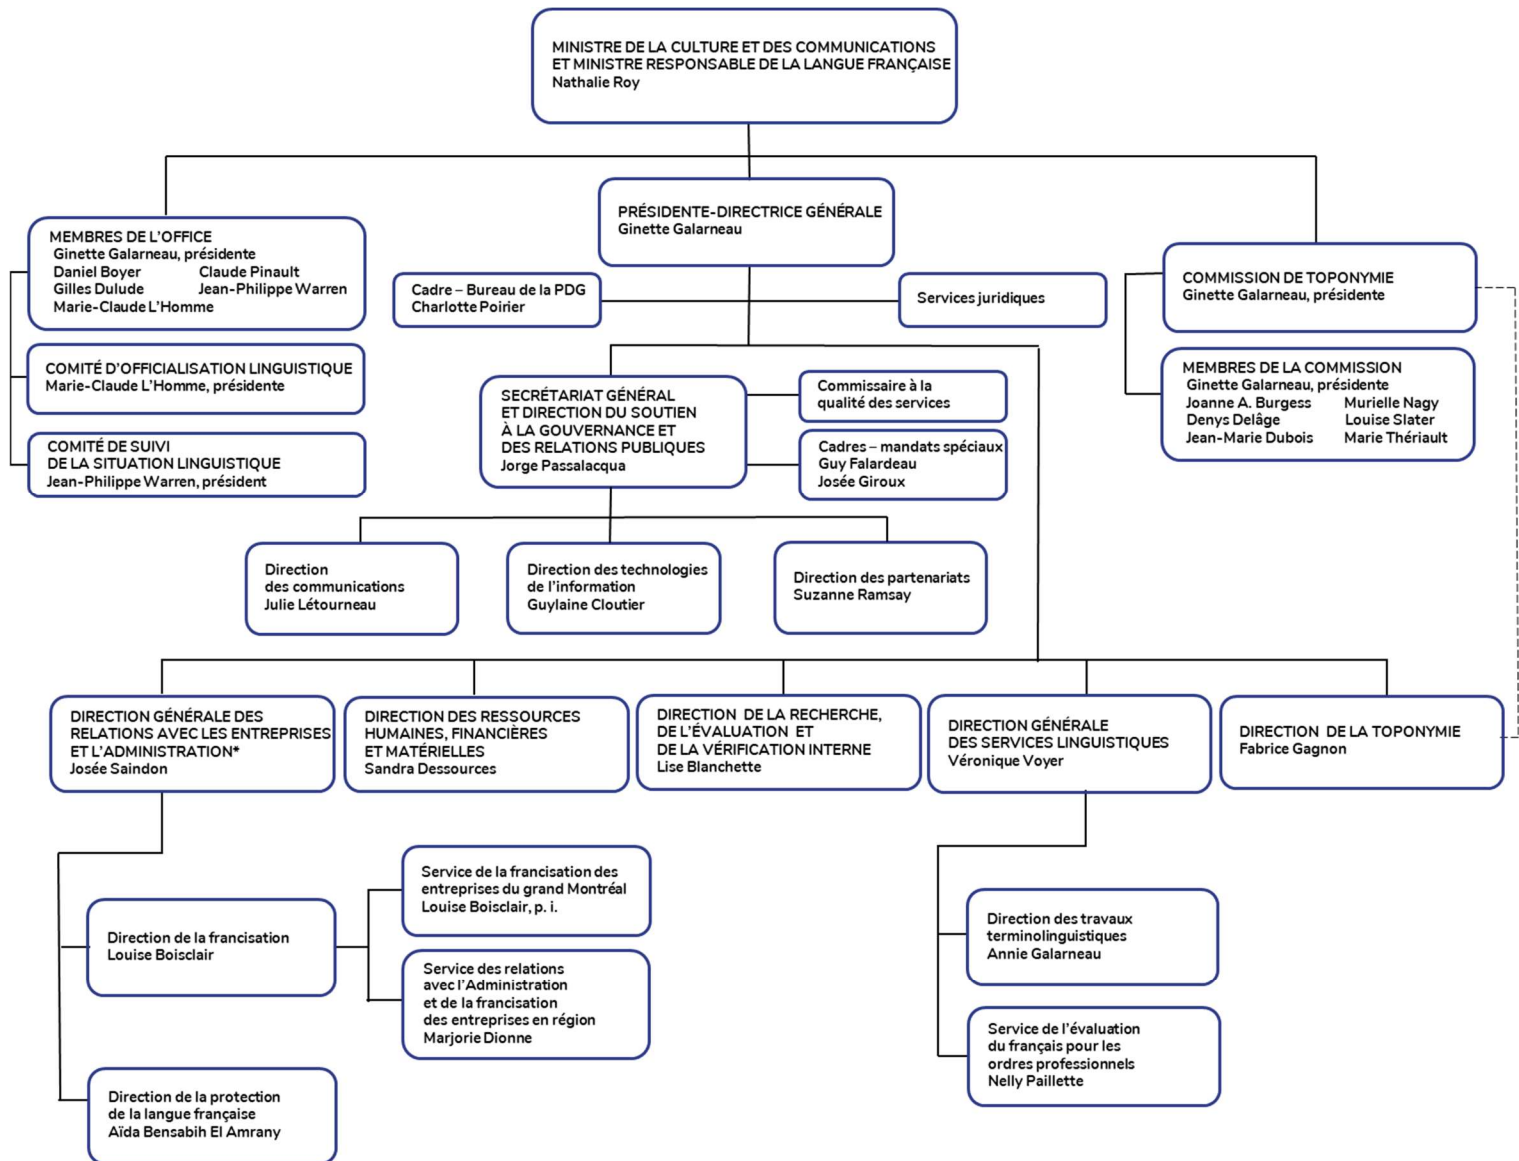 MINISTRE DE LA CULTURE ET DES COMMUNICATIONS
ET MINISTRE RESPONSABLE DE LA LANGUE FRANÇAISE
Nathalie Roy
PRÉSIDENTE-DIRECTRICE GÉNÉRALE
Ginette Galarneau
MEMBRES DE L'OFFICE
Ginette Galarneau, présidente
Daniel Boyer Claude Pinault
Gilles Dulude Jean-Philippe Warren
Marie-Claude L'Homme
Cadre – Bureau de la PDG
Charlotte Poirier
Services juridiques
COMMISSION DE TOPONYMIE
Ginette Galarneau, présidente
COMITÉ D'OFFICIALISATION LINGUISTIQUE
Marie-Claude L'Homme, présidente
COMITÉ DE SUIVI
DE LA SITUATION LINGUISTIQUE
Jean-Philippe Warren, président
SECRÉTARIAT GÉNÉRAL
ET DIRECTION DU SOUTIEN
À LA GOUVERNANCE ET
DES RELATIONS PUBLIQUES
Jorge Passalacqua
Commissaire à la
qualité des services
Cadres – mandats spéciaux
Guy Falardeau
Josée Giroux
MEMBRES DE LA COMMISSION
Ginette Galarneau, présidente
Joanne A. Burgess Murielle Nagy
Denys Delâge Louise Slater
Jean-Marie Dubois Marie Thériault
Direction
des communications
Julie Létourneau
Direction des technologies
de l'information
Guylaine Cloutier
Direction des partenariats
Suzanne Ramsay
DIRECTION GÉNÉRALE DES
RELATIONS AVEC LES ENTREPRISES
ET L'ADMINISTRATION*
Josée Saindon
DIRECTION DES RESSOURCES
HUMAINES, FINANCIÈRES
ET MATÉRIELLES
Sandra Dessources
DIRECTION DE LA RECHERCHE,
DE L'ÉVALUATION ET
DE LA VÉRIFICATION INTERNE
Lise Blanchette
DIRECTION GÉNÉRALE
DES SERVICES LINGUISTIQUES
Véronique Voyer
DIRECTION DE LA TOPONYMIE
Fabrice Gagnon
Direction de la francisation
Louise Boisclair
Service de la francisation des
entreprises du grand Montréal
Louise Boisclair, p. i.
Service des relations
avec l'Administration
et de la francisation
des entreprises en région
Marjorie Dionne
Direction de la protection
de la langue française
Aïda Bensabih El Amrany
Direction des travaux
terminolinguistiques
Annie Galarneau
Service de l'évaluation
du français pour les
ordres professionnels
Nelly Paillette